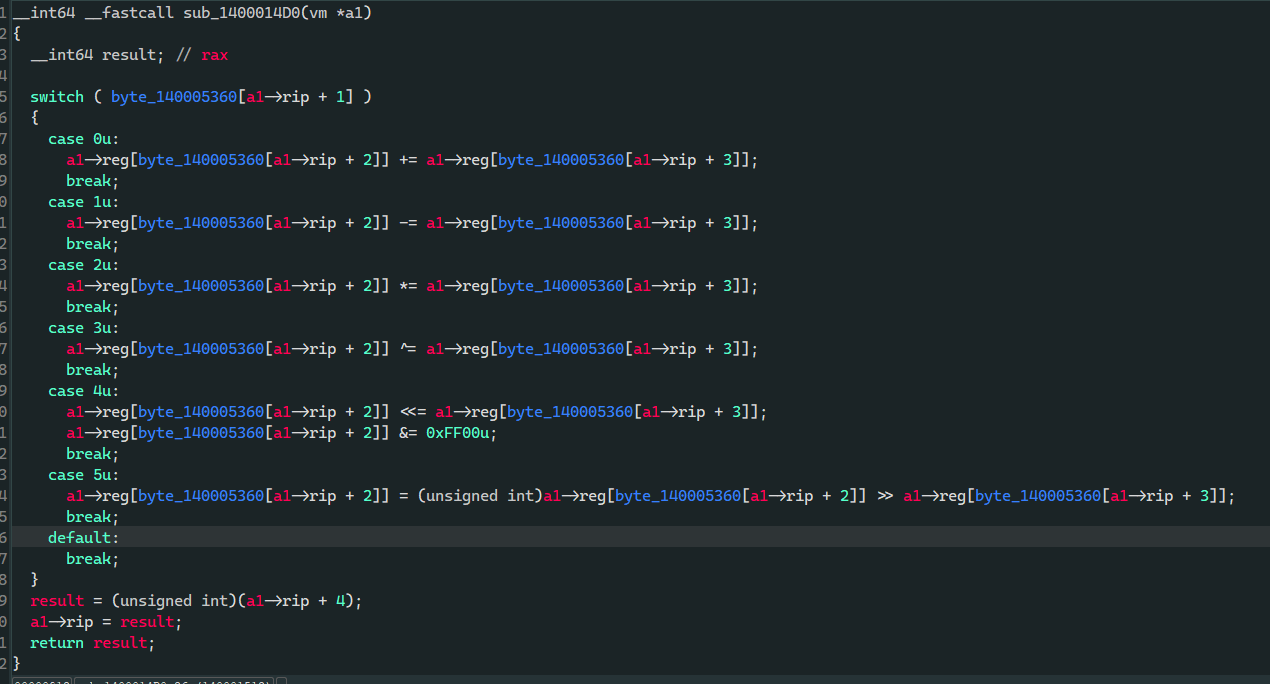 1 __int64 __fastcall sub_1400014D0(vm *a1)
2 {
3   __int64 result; // rax
4
5   switch ( byte_140005360[a1→rip + 1] )
6   {
7     case 0u:
8       a1→reg[byte_140005360[a1→rip + 2]] += a1→reg[byte_140005360[a1→rip + 3]];
9       break;
0     case 1u:
1       a1→reg[byte_140005360[a1→rip + 2]] -= a1→reg[byte_140005360[a1→rip + 3]];
2       break;
3     case 2u:
4       a1→reg[byte_140005360[a1→rip + 2]] *= a1→reg[byte_140005360[a1→rip + 3]];
5       break;
6     case 3u:
7       a1→reg[byte_140005360[a1→rip + 2]] ^= a1→reg[byte_140005360[a1→rip + 3]];
8       break;
9     case 4u:
0       a1→reg[byte_140005360[a1→rip + 2]] <<= a1→reg[byte_140005360[a1→rip + 3]];
1       a1→reg[byte_140005360[a1→rip + 2]] &= 0xFF00u;
2       break;
3     case 5u:
4       a1→reg[byte_140005360[a1→rip + 2]] = (unsigned int)a1→reg[byte_140005360[a1→rip + 2]] >> a1→reg[byte_140005360[a1→rip + 3]];
5       break;
6     default:
7       break;
8   }
9   result = (unsigned int)(a1→rip + 4);
0   a1→rip = result;
1   return result;
2 }